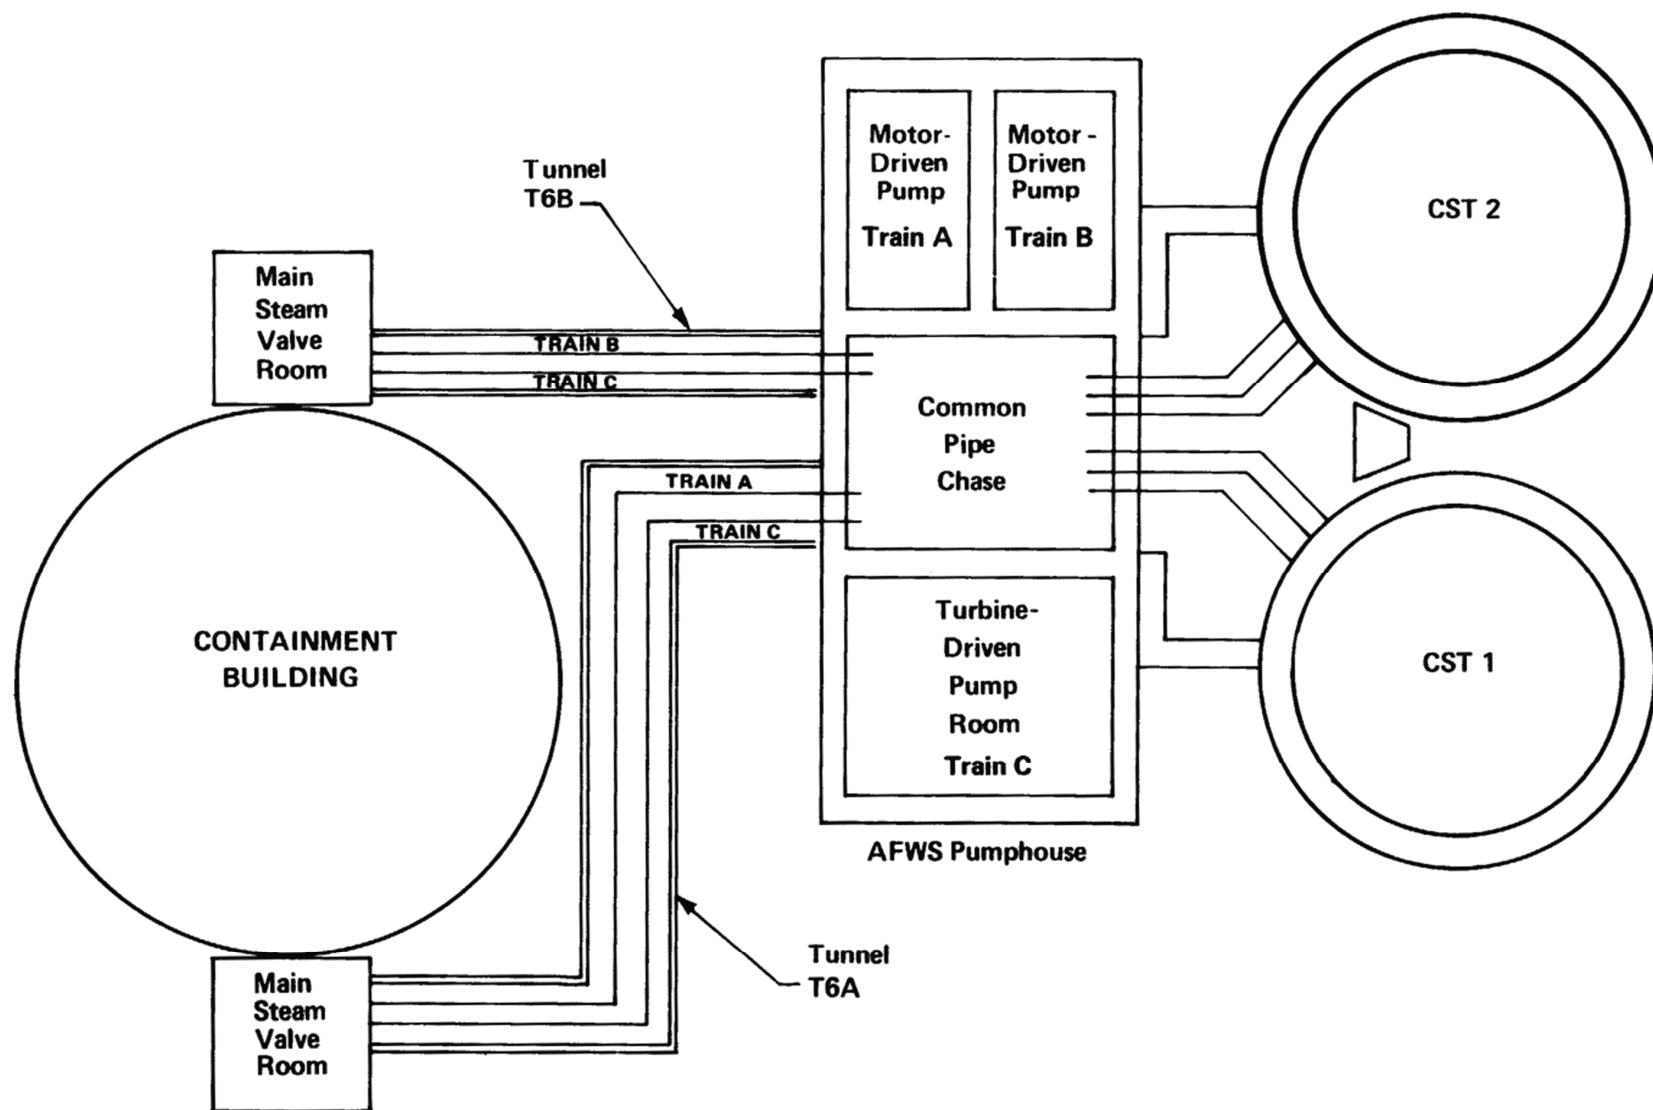 Motor-
Driven
Pump
Train A
Motor -
Driven
Pump
Train B
CST 2
Tunnel
T6B
Main
Steam
Valve
Room
TRAIN B
TRAIN C
Common
Pipe
Chase
TRAIN A
TRAIN C
CONTAINMENT
BUILDING
Turbine-
Driven
Pump
Room
Train C
CST 1
AFWS Pumphouse
Tunnel
T6A
Main
Steam
Valve
Room